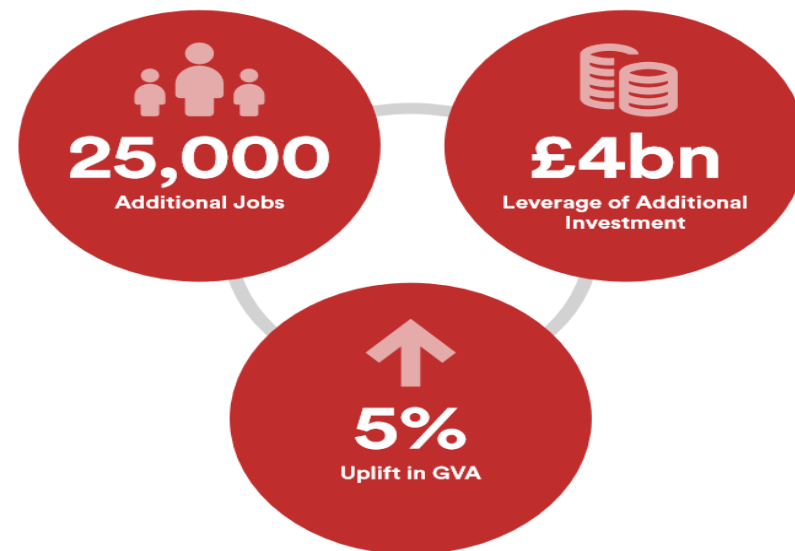 25,000
Additional Jobs
£4bn
Leverage of Additional
Investment
5%
Uplift in GVA